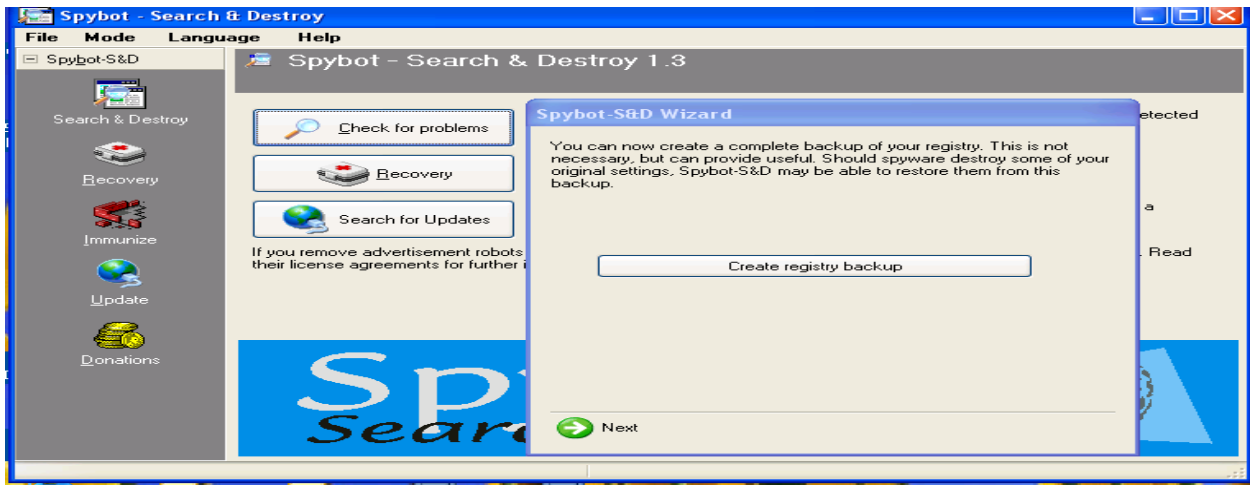 Spybot - Search & Destroy
File Mode Language Help
Spybot-S&D
Spybot - Search & Destroy 1.3
Search & Destroy
Recovery
Immunize
Update
Donations
Check for problems
Recovery
Search for Updates
If you remove advertisement robots
their license agreements for further
etected
a
. Read
Spybot-S&D Wizard
You can now create a complete backup of your registry. This is not
necessary, but can provide useful. Should spyware destroy some of your
original settings, Spybot-S&D may be able to restore them from this
backup.
Create registry backup
Next
Sp
Sear